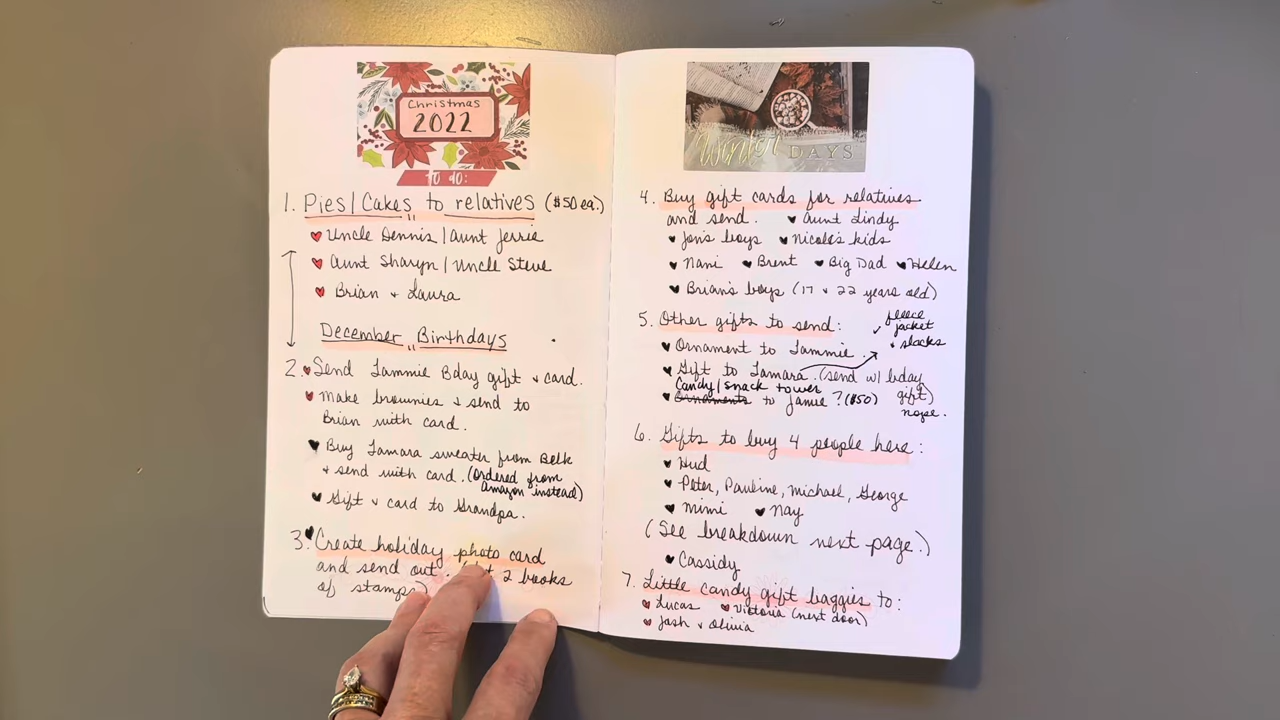 Christmas
2022
TO DO:
1. Pies/Cakes to relatives ($50 ea.)
Uncle Dennis/Aunt Jerrie
Aunt Sharyn/Uncle Steve
Brian & Laura
December Birthdays
2. Send Tammie Bday gift & card.
Make brownies & send to
Brian with card.
Buy Tamara sweater from Belk
& send with card. (ordered from
amazon instead)
Gift & card to Grandpa.
3. Create holiday photo card
and send out. 2 books
of stamps)
Winter DAYS
4. Buy gift cards for relatives
and send. Aunt Lindy
Jon's boys Nicole's kids
Nani Brent Big Dad Helen
Brian's boys (17 & 22 years old)
5. Other gifts to send:
fleece
jacket
& slacks
Ornament to Tammie.
Gift to Tamara. (send w/ bday
gift)
Candy/snack tower
Ornaments to Jamie? ($50)
nope.
6. Gifts to buy 4 people here:
Hud
Peter, Pauline, Michael, George
Mimi Nay
(See breakdown next page.)
Cassidy
7. Little candy gift baggies to:
Lucas Victoria (next door)
Josh & Olivia